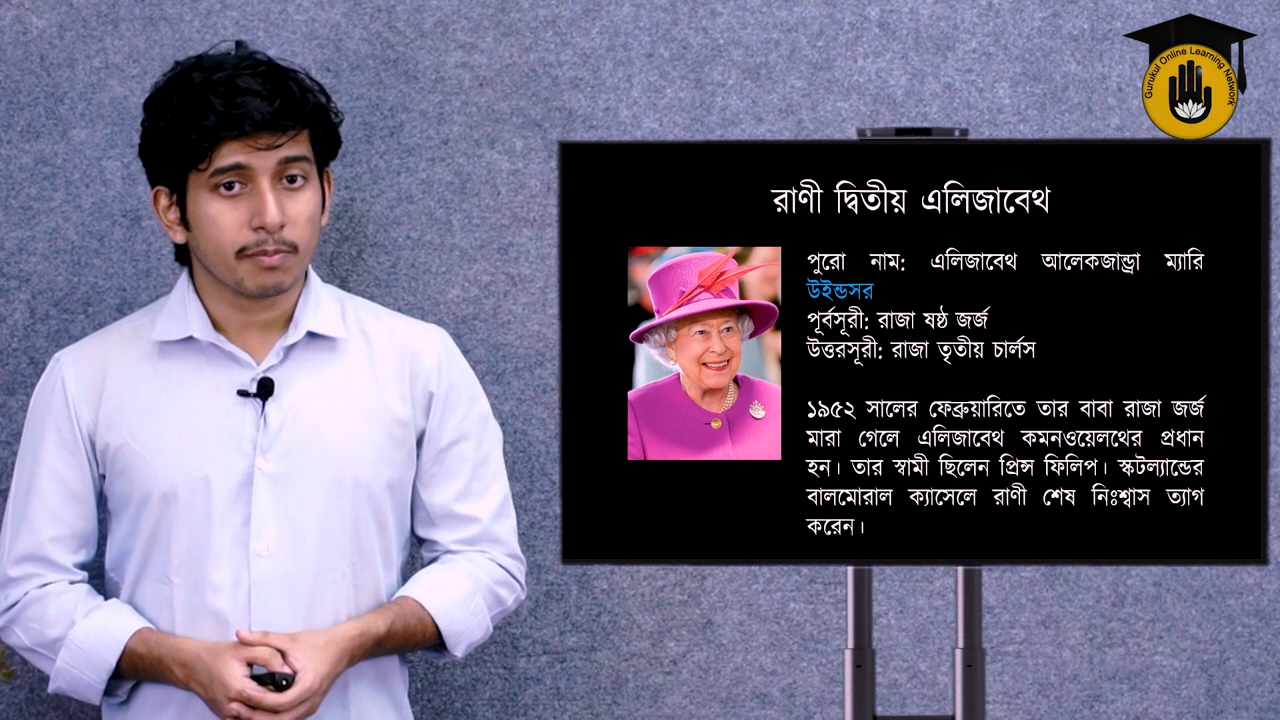 Gurukul Online Learning Network
রাণী দ্বিতীয় এলিজাবেথ
পুরো নাম: এলিজাবেথ আলেকজান্ড্রা ম্যারি
উইন্ডসর
পূর্বসূরী: রাজা ষষ্ঠ জর্জ
উত্তরসূরী: রাজা তৃতীয় চার্লস
১৯৫২ সালের ফেব্রুয়ারিতে তার বাবা রাজা জর্জ
মারা গেলে এলিজাবেথ কমনওয়েলথের প্রধান
হন। তার স্বামী ছিলেন প্রিন্স ফিলিপ। স্কটল্যান্ডের
বালমোরাল ক্যাসেলে রাণী শেষ নিঃশ্বাস ত্যাগ
করেন।